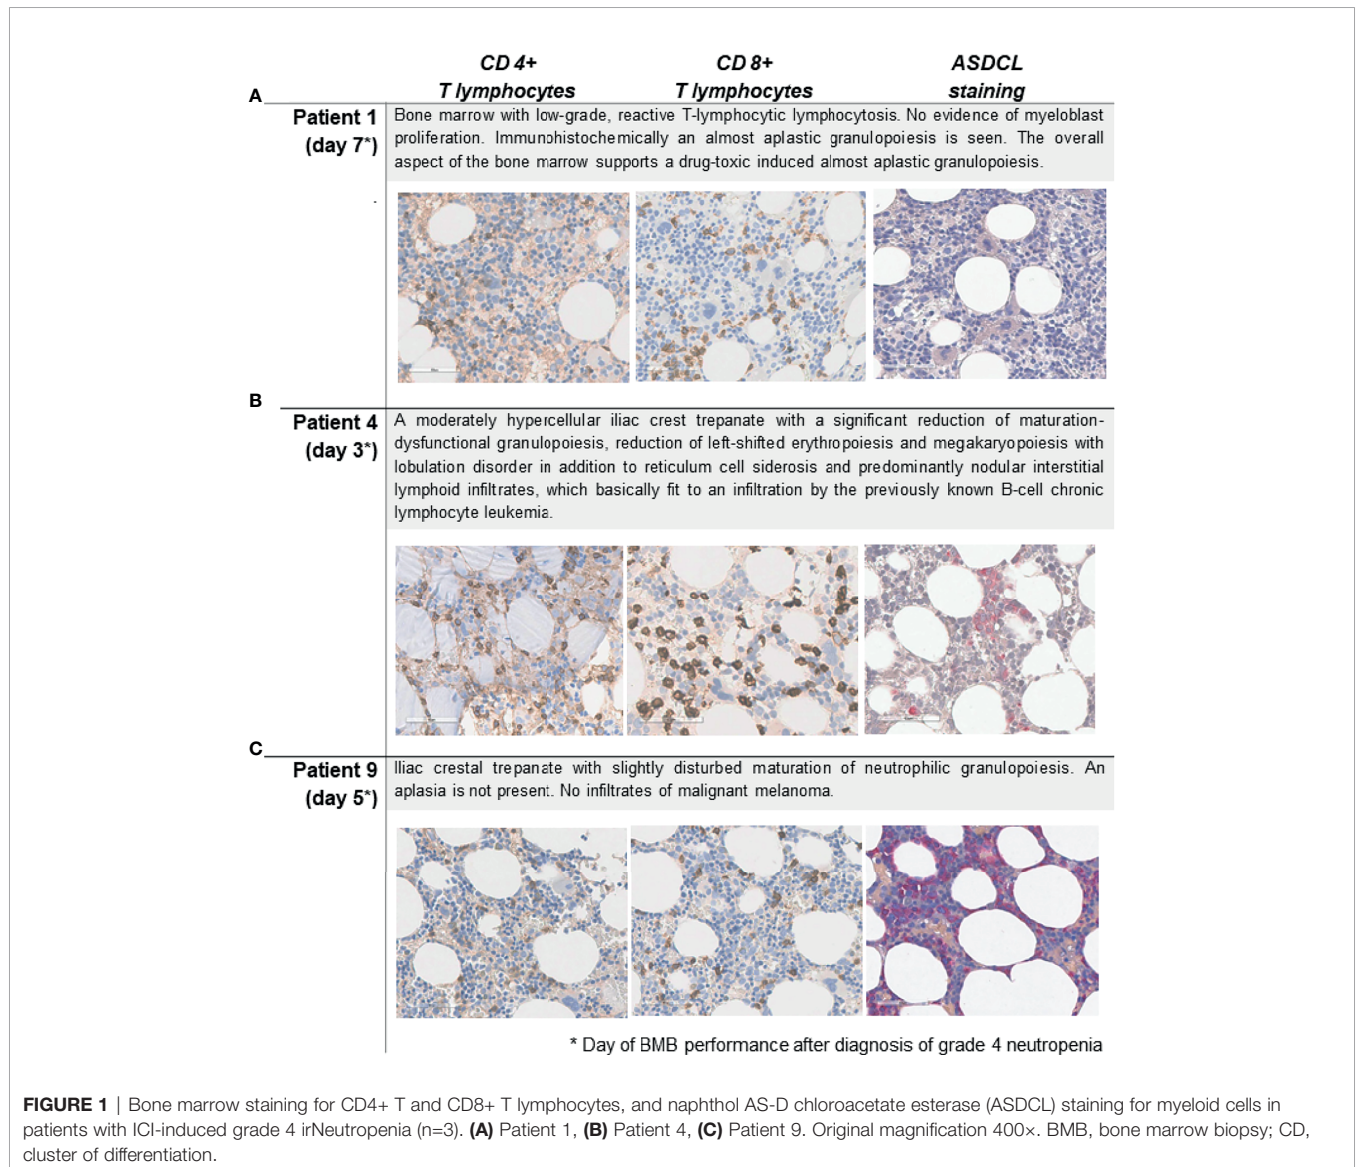 CD 4+
T lymphocytes
CD 8+
T lymphocytes
ASDCL
staining
A
Patient 1
(day 7*)
Bone marrow with low-grade, reactive T-lymphocytic lymphocytosis. No evidence of myeloblast
proliferation. Immunohistochemically an almost aplastic granulopoiesis is seen. The overall
aspect of the bone marrow supports a drug-toxic induced almost aplastic granulopoiesis.
B
Patient 4
(day 3*)
A moderately hypercellular iliac crest trepanate with a significant reduction of maturation-
dysfunctional granulopoiesis, reduction of left-shifted erythropoiesis and megakaryopoiesis with
lobulation disorder in addition to reticulum cell siderosis and predominantly nodular interstitial
lymphoid infiltrates, which basically fit to an infiltration by the previously known B-cell chronic
lymphocyte leukemia.
C
Patient 9
(day 5*)
Iliac crestal trepanate with slightly disturbed maturation of neutrophilic granulopoiesis. An
aplasia is not present. No infiltrates of malignant melanoma.
* Day of BMB performance after diagnosis of grade 4 neutropenia
FIGURE 1 | Bone marrow staining for CD4+ T and CD8+ T lymphocytes, and naphthol AS-D chloroacetate esterase (ASDCL) staining for myeloid cells in
patients with ICI-induced grade 4 irNeutropenia (n=3). (A) Patient 1, (B) Patient 4, (C) Patient 9. Original magnification 400×. BMB, bone marrow biopsy; CD,
cluster of differentiation.